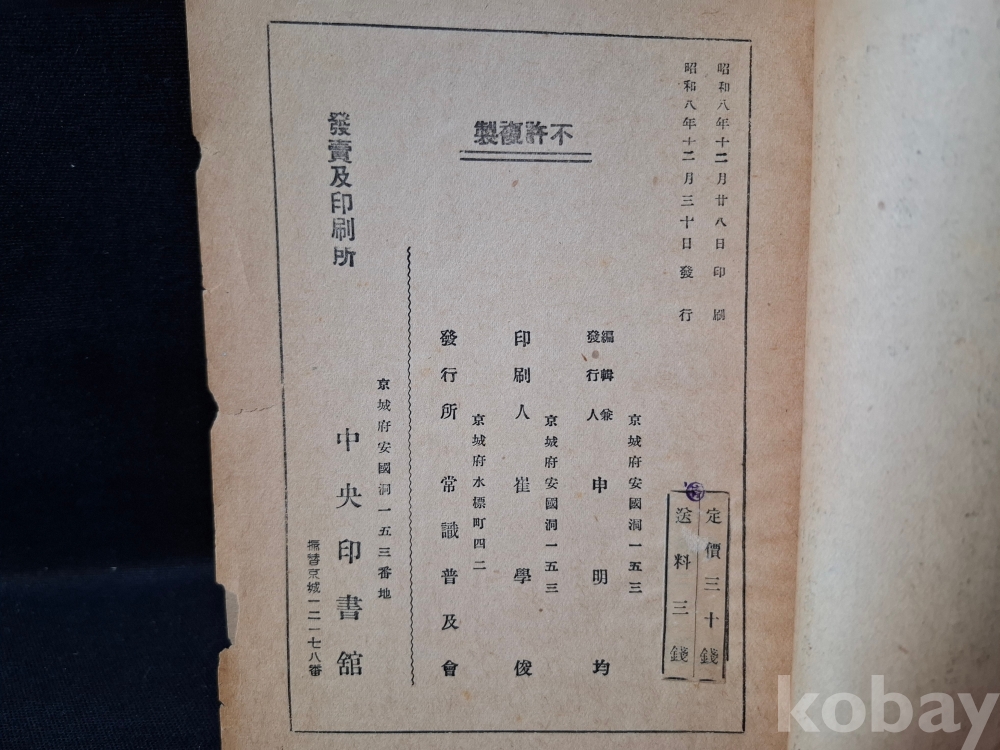 昭和八年十二月廿八日印刷
昭和八年十二月三十日發行
定價三十錢
送料三錢
不許複製
京城府安國洞一五三
編輯兼
發行人
申明均
京城府安國洞一五三
印刷人 崔學俊
京城府水標町四二
發行所 常識普及會
京城府安國洞一五三番地
發賣及印刷所 中央印書舘
振替京城一二一七八番
kobay